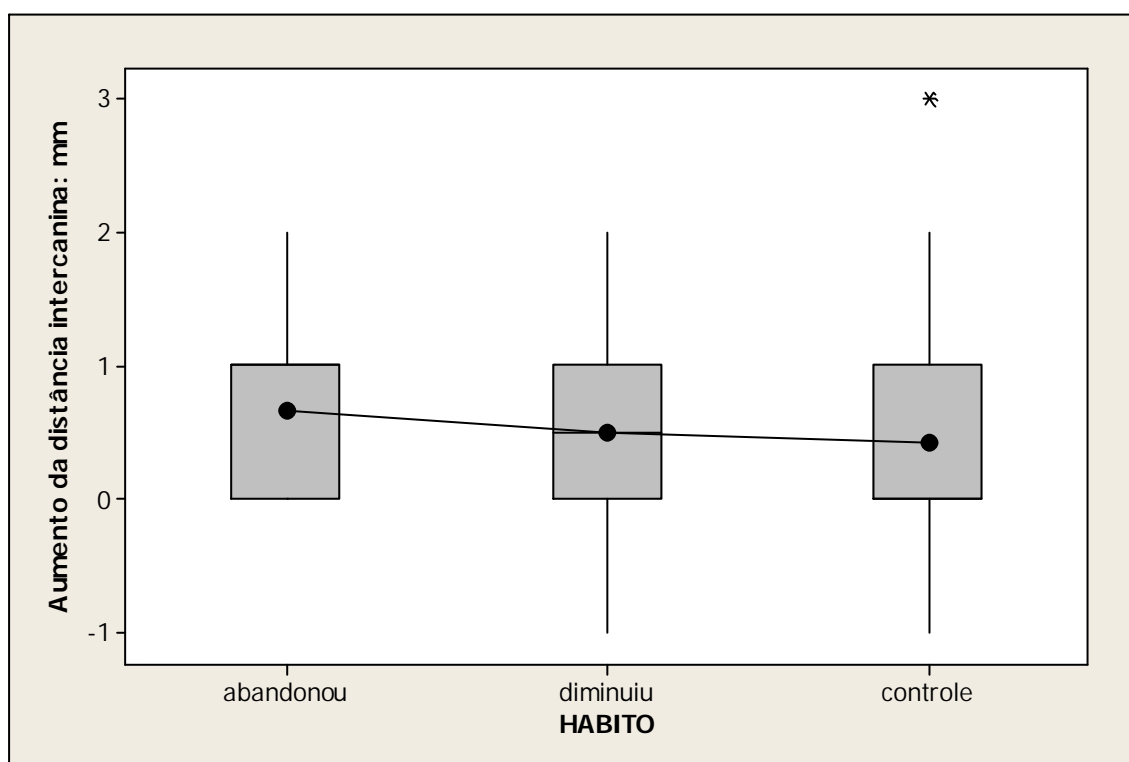 Aumento da distância intercanina: mm
3
2
1
0
-1
abandonou diminuiu controle
HABITO